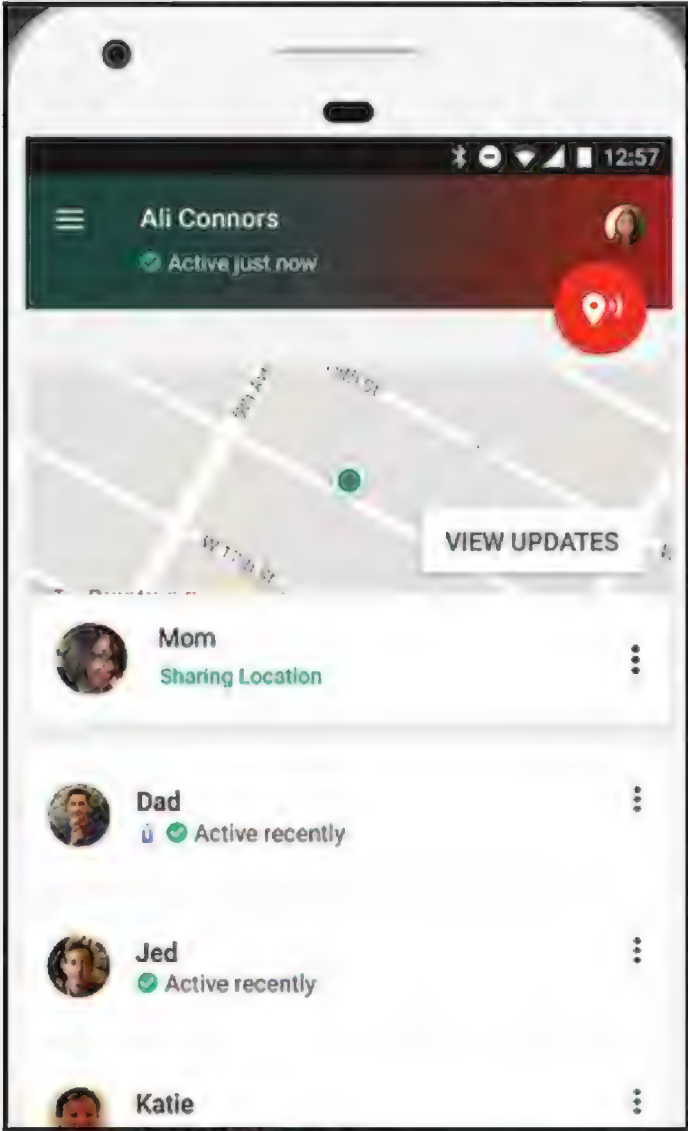 12:57
Ali Connors
Active just now
VIEW UPDATES
Mom
Sharing Location
Dad
Active recently
Jed
Active recently
Katie